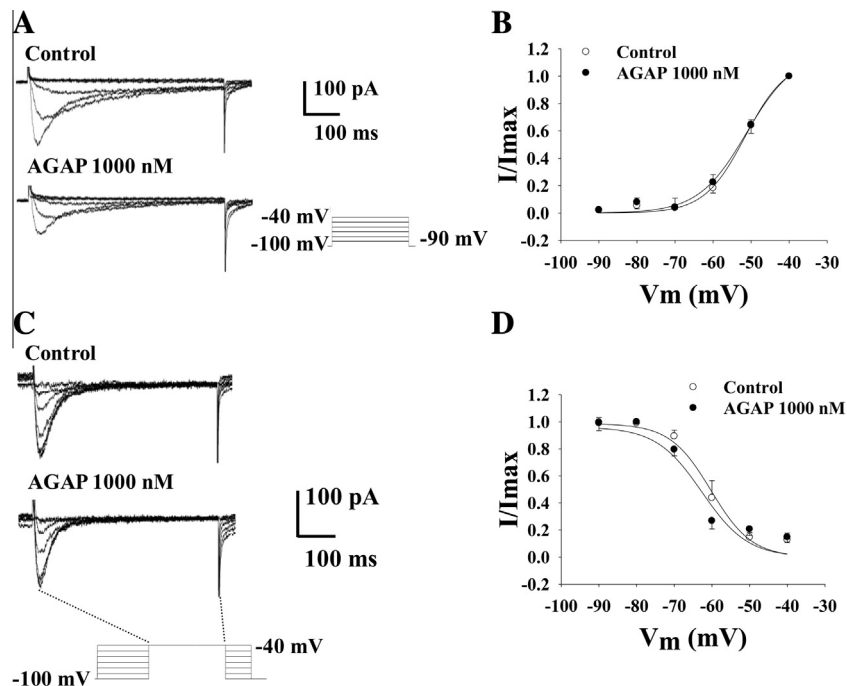 A
Control
100 pA
100 ms
AGAP 1000 nM
-40 mV
-100 mV
-90 mV
B
Control
AGAP 1000 nM
1.2
1.0
0.8
0.6
0.4
0.2
0.0
-0.2
I/Imax
-100 -90 -80 -70 -60 -50 -40 -30
Vm (mV)
C
Control
AGAP 1000 nM
100 pA
100 ms
-40 mV
-100 mV
D
Control
AGAP 1000 nM
1.2
1.0
0.8
0.6
0.4
0.2
0.0
-0.2
I/Imax
-100 -90 -80 -70 -60 -50 -40 -30
Vm (mV)